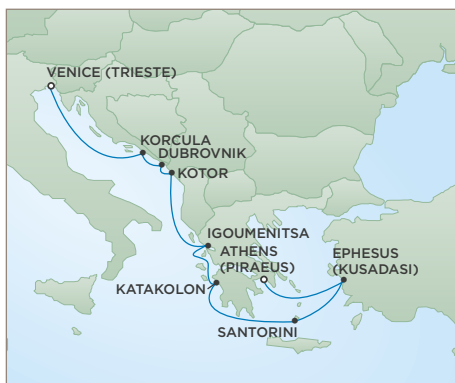 VENICE (TRIESTE)
KORCULA
DUBROVNIK
KOTOR
IGOUMENITSA
ATHENS
(PIRAEUS)
EPHESUS
(KUSADASI)
KATAKOLON
SANTORINI